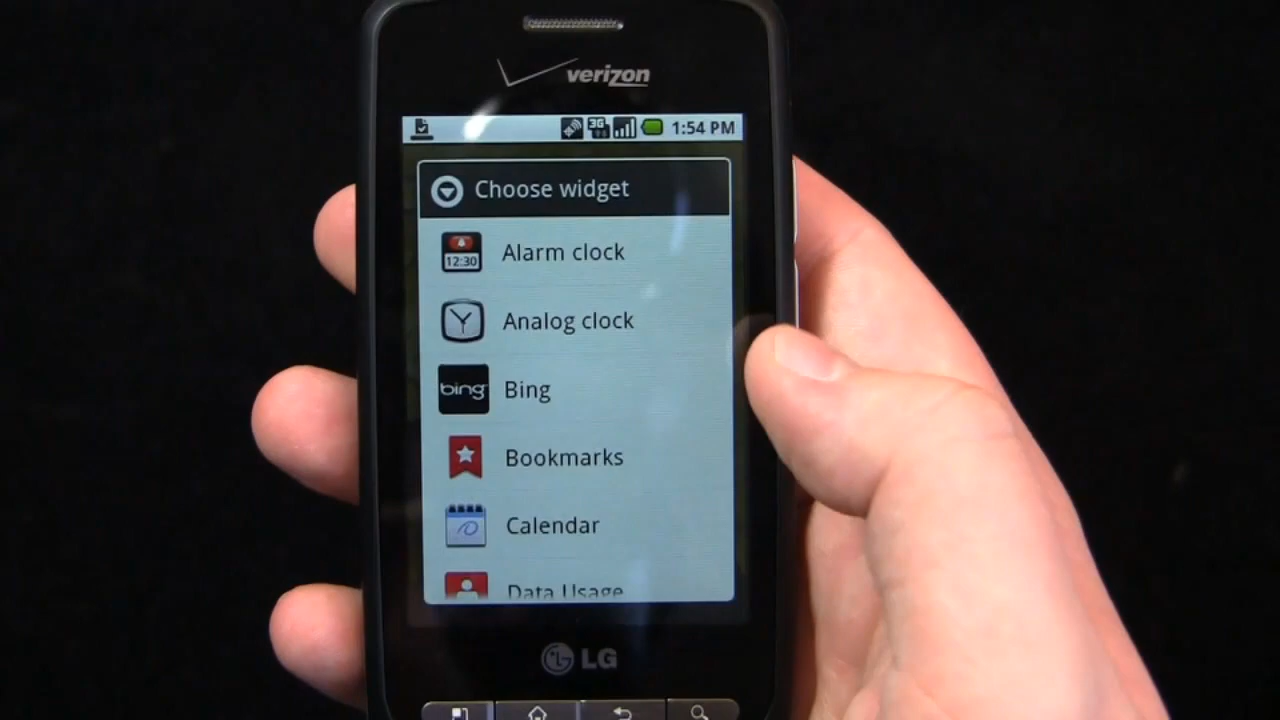 verizon
3G 1:54 PM
Choose widget
12:30 Alarm clock
Analog clock
bing Bing
Bookmarks
Calendar
Data Usage
LG